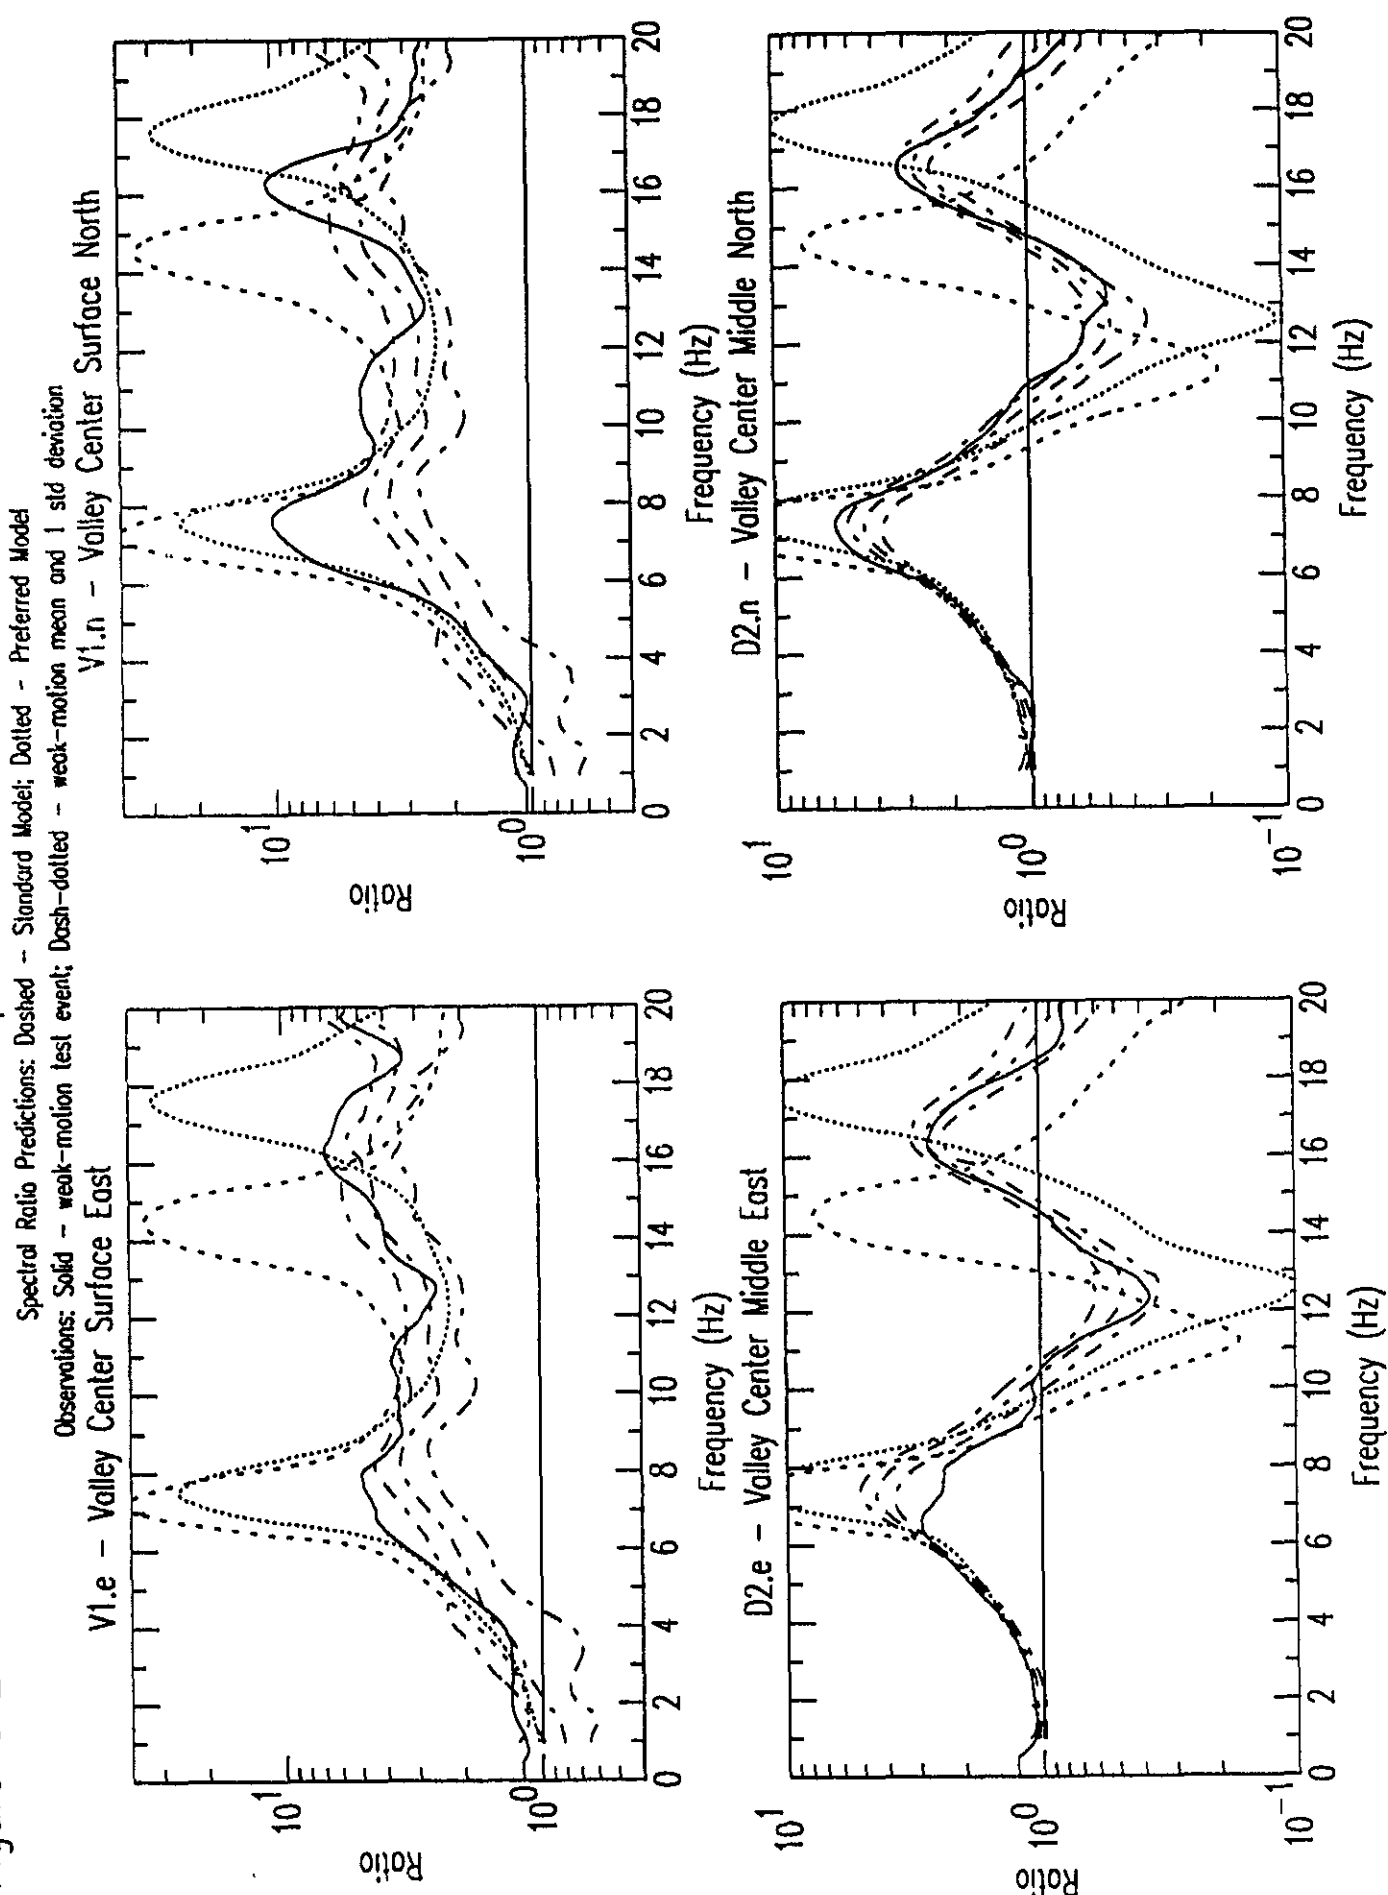 Spectral Ratio Predictions: Dashed - Standard Model; Dotted - Preferred Model
Observations: Solid - weak-motion test event; Dash-dotted - weak-motion mean and 1 std deviation
V1.e - Valley Center Surface East
Ratio
10^1
10^0
0 2 4 6 8 10 12 14 16 18 20
Frequency (Hz)
V1.n - Valley Center Surface North
Ratio
10^1
10^0
0 2 4 6 8 10 12 14 16 18 20
Frequency (Hz)
D2.e - Valley Center Middle East
Ratio
10^1
10^0
10^-1
0 2 4 6 8 10 12 14 16 18 20
Frequency (Hz)
D2.n - Valley Center Middle North
Ratio
10^1
10^0
10^-1
0 2 4 6 8 10 12 14 16 18 20
Frequency (Hz)